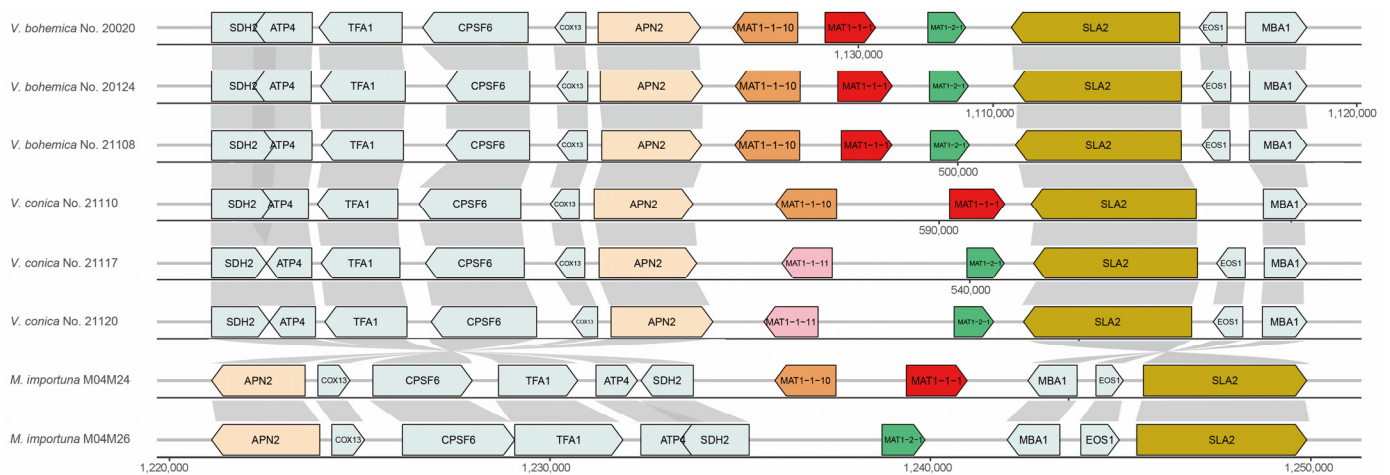 V. bohemica No. 20020 SDH2 ATP4 TFA1 CPSF6 COX13 APN2 MAT1-1-10 MAT1-1-1 MAT1-2-1 SLA2 EOS1 MBA1
1,130,000
V. bohemica No. 20124 SDH2 ATP4 TFA1 CPSF6 COX13 APN2 MAT1-1-10 MAT1-1-1 MAT1-2-1 SLA2 EOS1 MBA1
1,110,000 1,120,000
V. bohemica No. 21108 SDH2 ATP4 TFA1 CPSF6 COX13 APN2 MAT1-1-10 MAT1-1-1 MAT1-2-1 SLA2 EOS1 MBA1
500,000
V. conica No. 21110 SDH2 ATP4 TFA1 CPSF6 COX13 APN2 MAT1-1-10 MAT1-1-1 SLA2 MBA1
590,000
V. conica No. 21117 SDH2 ATP4 TFA1 CPSF6 COX13 APN2 MAT1-1-11 MAT1-2-1 SLA2 EOS1 MBA1
540,000
V. conica No. 21120 SDH2 ATP4 TFA1 CPSF6 COX13 APN2 MAT1-1-11 MAT1-2-1 SLA2 EOS1 MBA1
M. importuna M04M24 APN2 COX13 CPSF6 TFA1 ATP4 SDH2 MAT1-1-10 MAT1-1-1 MBA1 EOS1 SLA2
M. importuna M04M26 APN2 COX13 CPSF6 TFA1 ATP4 SDH2 MAT1-2-1 MBA1 EOS1 SLA2
1,220,000 1,230,000 1,240,000 1,250,000